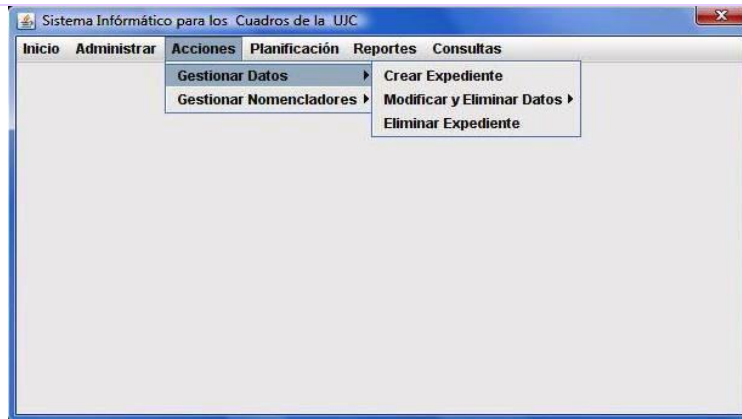 Sistema Infórmático para los Cuadros de la UJC
Inicio Administrar Acciones Planificación Reportes Consultas
Gestionar Datos
Gestionar Nomencladores
Crear Expediente
Modificar y Eliminar Datos
Eliminar Expediente